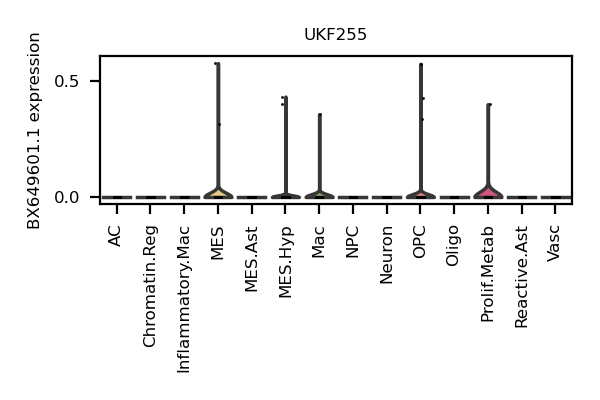 UKF255
BX649601.1 expression
0.5
0.0
AC
Chromatin.Reg
Inflammatory.Mac
MES
MES.Ast
MES.Hyp
Mac
NPC
Neuron
OPC
Oligo
Prolif.Metab
Reactive.Ast
Vasc